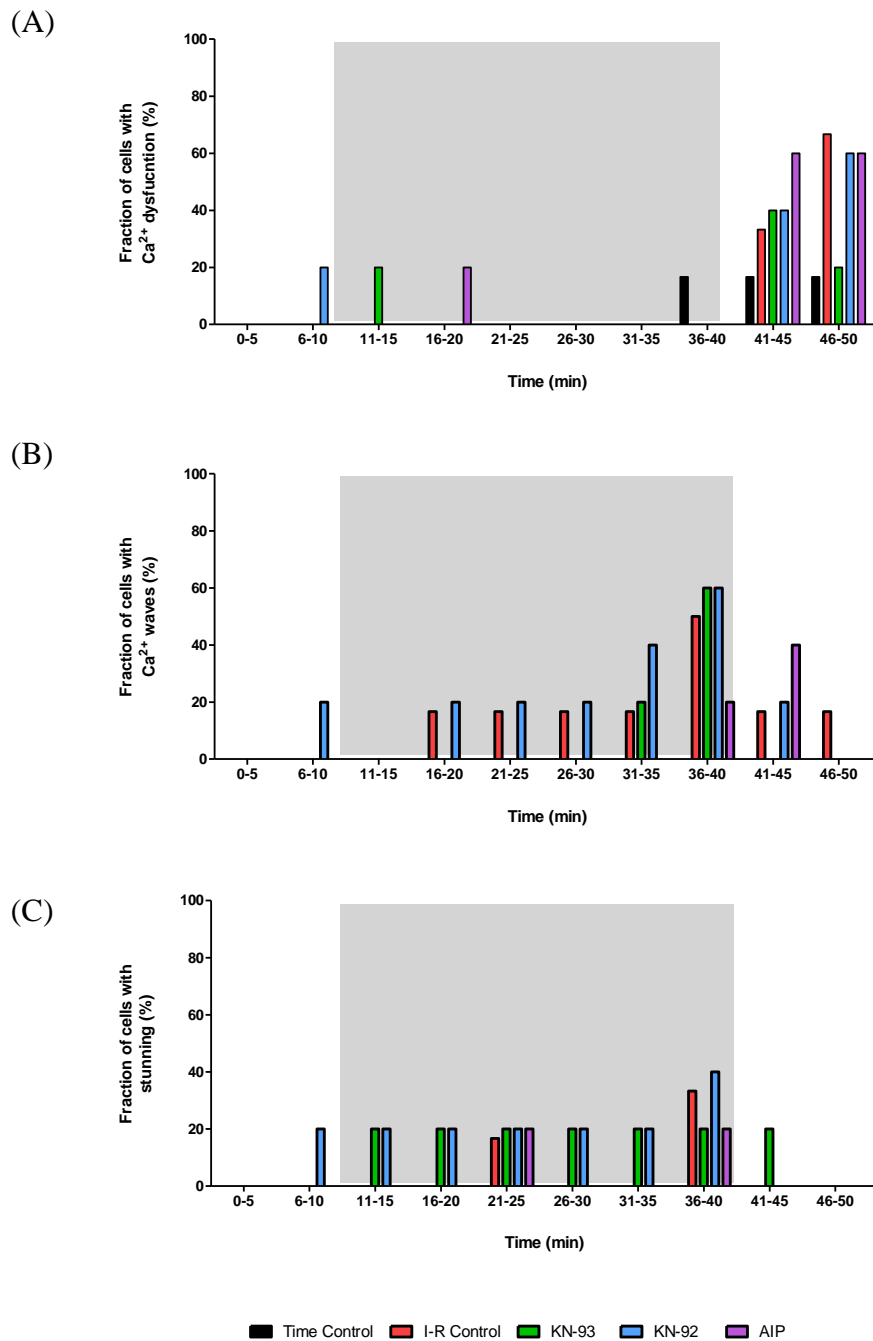 (A)
100
80
60
40
20
0
Fraction of cells with
Ca²⁺ dysfucntion (%)
0-5 6-10 11-15 16-20 21-25 26-30 31-35 36-40 41-45 46-50
Time (min)
(B)
100
80
60
40
20
0
Fraction of cells with
Ca²⁺ waves (%)
0-5 6-10 11-15 16-20 21-25 26-30 31-35 36-40 41-45 46-50
Time (min)
(C)
100
80
60
40
20
0
Fraction of cells with
stunning (%)
0-5 6-10 11-15 16-20 21-25 26-30 31-35 36-40 41-45 46-50
Time (min)
Time Control I-R Control KN-93 KN-92 AIP